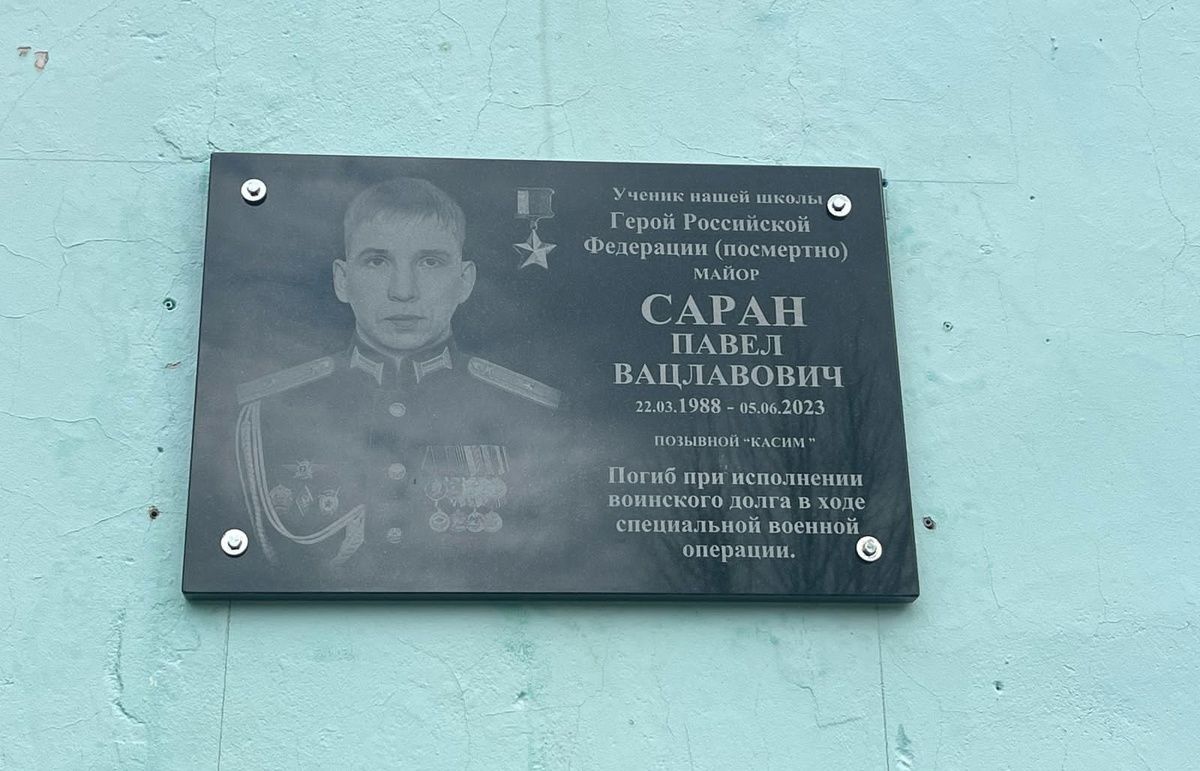 Ученик нашей школы
Герой Российской
Федерации (посмертно)
МАЙОР
САРАН
ПАВЕЛ
ВАЦЛАВОВИЧ
22.03.1988 - 05.06.2023
ПОЗЫВНОЙ “КАСИМ ”
Погиб при исполнении
воинского долга в ходе
специальной военной
операции.